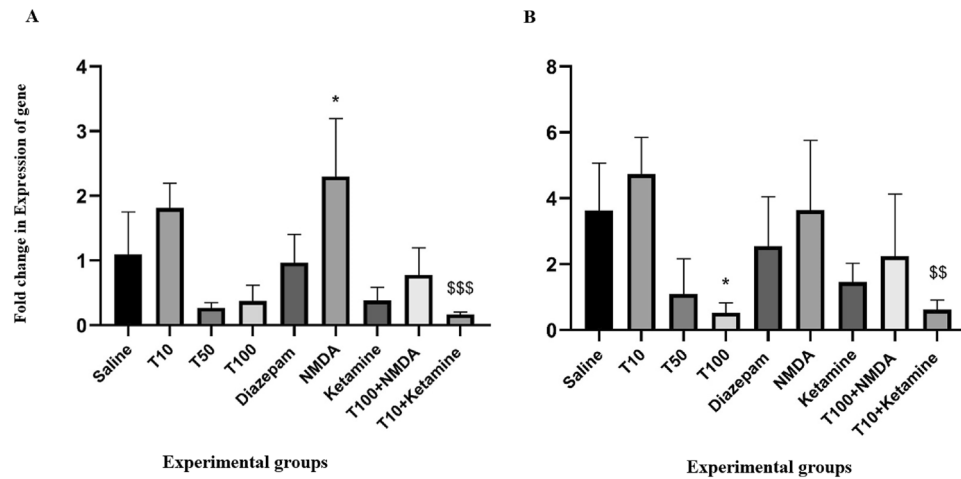 A
Fold change in Expression of gene
4
3
2
1
0
*
$$$
Saline
T10
T50
T100
Diazepam
NMDA
Ketamine
T100+NMDA
T10+Ketamine
Experimental groups
B
8
6
4
2
0
*
$$
Saline
T10
T50
T100
Diazepam
NMDA
Ketamine
T100+NMDA
T10+Ketamine
Experimental groups